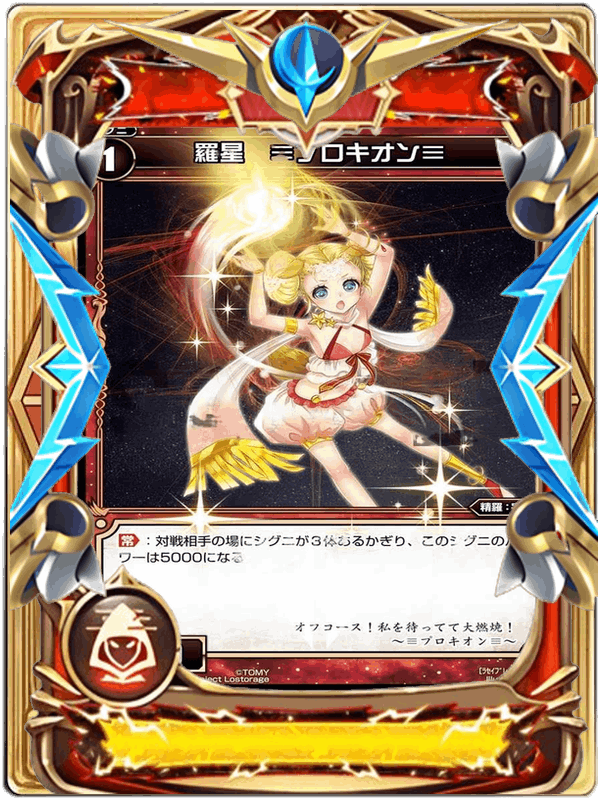 1
羅星 ≡プロキオン≡
精羅:
常:対戦相手の場にシグニが3体いるかぎり、このシグニの
ワーは5000になる
オフコース!私を待ってて大燃焼!
~≡プロキオン≡~
©TOMY
ject Lostorage